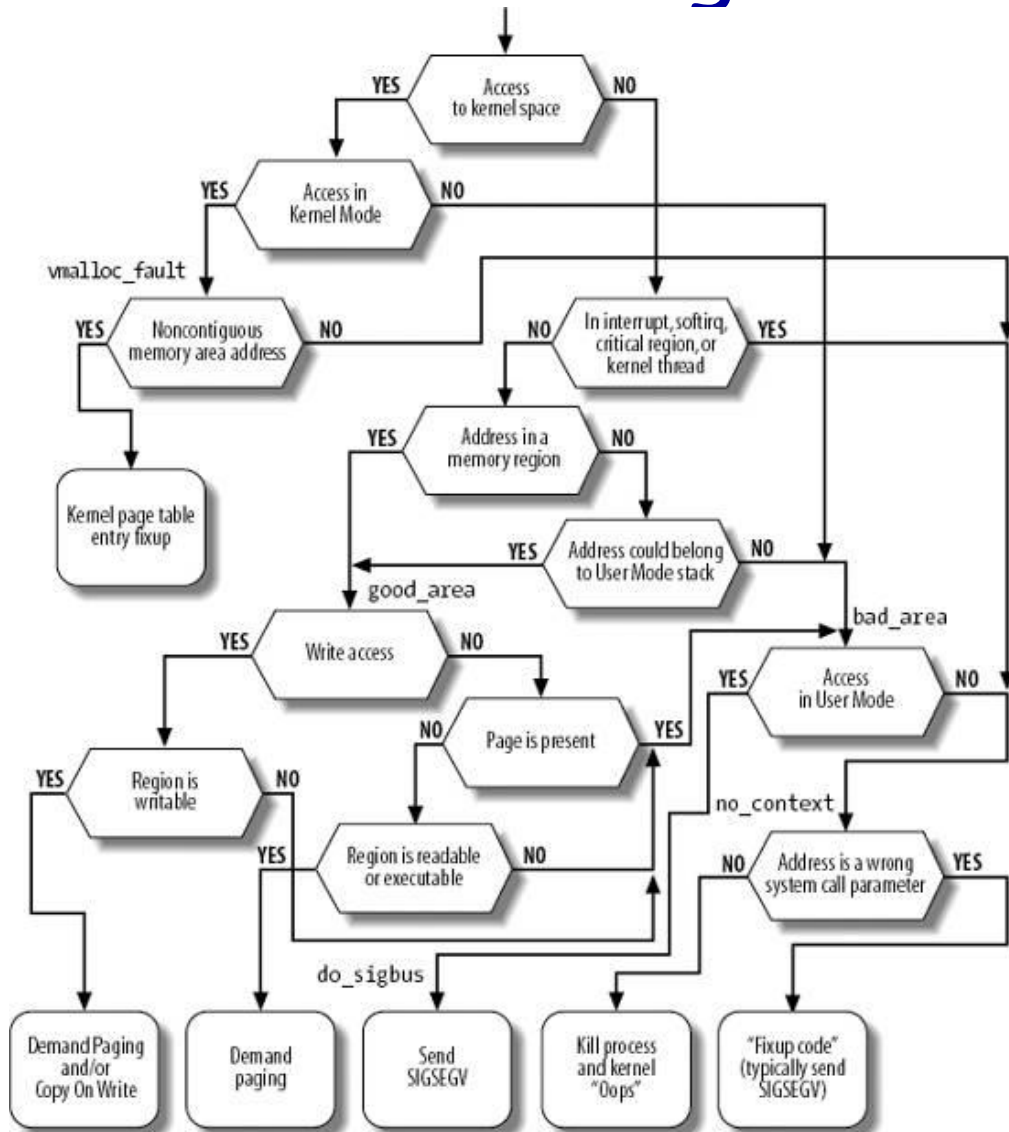 g
YES
Access
to kernel space
NO
YES
Access in
Kernel Mode
NO
vmalloc_fault
YES
Noncontiguous
memory area address
NO
NO
In interrupt, softirq,
critical region, or
kernel thread
YES
YES
Address in a
memory region
NO
Kernel page table
entry fixup
YES
Address could belong
to User Mode stack
NO
good_area
bad_area
YES
Write access
NO
YES
Access
in User Mode
NO
NO
Page is present
YES
YES
Region is
writable
NO
no_context
YES
Region is readable
or executable
NO
NO
Address is a wrong
system call parameter
YES
do_sigbus
Demand Paging
and/or
Copy On Write
Demand
paging
Send
SIGSEGV
Kill process
and kernel
"Oops"
"Fixup code"
(typically send
SIGSEGV)